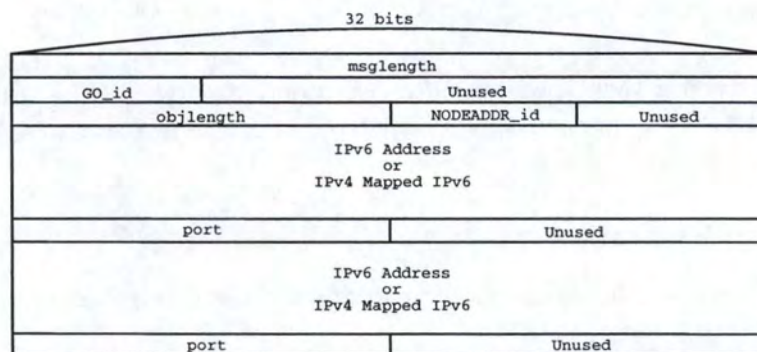 32 bits
msglength
GO_id Unused
objlength NODEADDR_id Unused
IPv6 Address
or
IPv4 Mapped IPv6
port Unused
IPv6 Address
or
IPv4 Mapped IPv6
port Unused